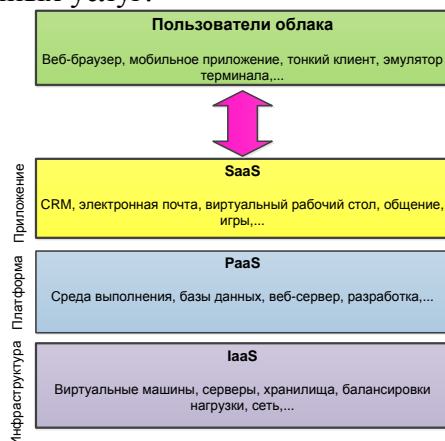 услуг.
Пользователи облака
Веб-браузер, мобильное приложение, тонкий клиент, эмулятор
терминала,...
Приложение
SaaS
CRM, электронная почта, виртуальный рабочий стол, общение,
игры,...
Платформа
PaaS
Среда выполнения, базы данных, веб-сервер, разработка,...
Инфраструктура
IaaS
Виртуальные машины, серверы, хранилища, балансировки
нагрузки, сеть,...